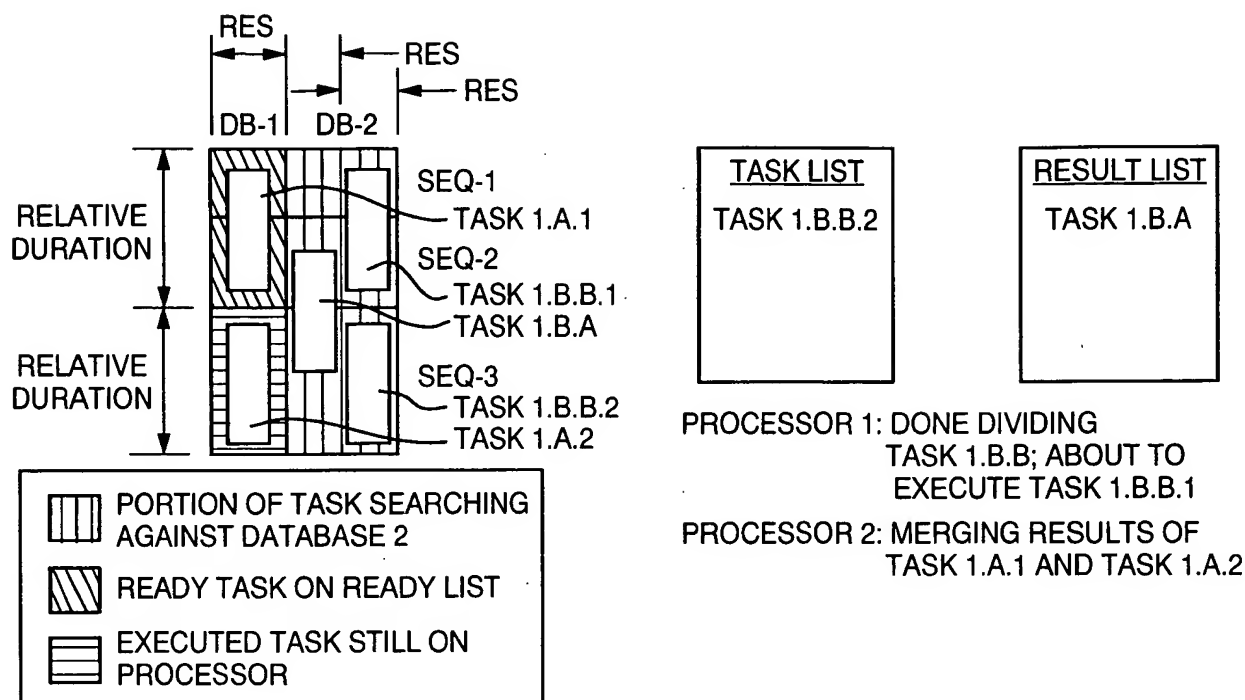 RES
RES
RES
DB-1
DB-2
RELATIVE
DURATION
RELATIVE
DURATION
SEQ-1
TASK 1.A.1
SEQ-2
TASK 1.B.B.1
TASK 1.B.A
SEQ-3
TASK 1.B.B.2
TASK 1.A.2
PORTION OF TASK SEARCHING
AGAINST DATABASE 2
READY TASK ON READY LIST
EXECUTED TASK STILL ON
PROCESSOR
TASK LIST
TASK 1.B.B.2
RESULT LIST
TASK 1.B.A
PROCESSOR 1: DONE DIVIDING
TASK 1.B.B; ABOUT TO
EXECUTE TASK 1.B.B.1
PROCESSOR 2: MERGING RESULTS OF
TASK 1.A.1 AND TASK 1.A.2